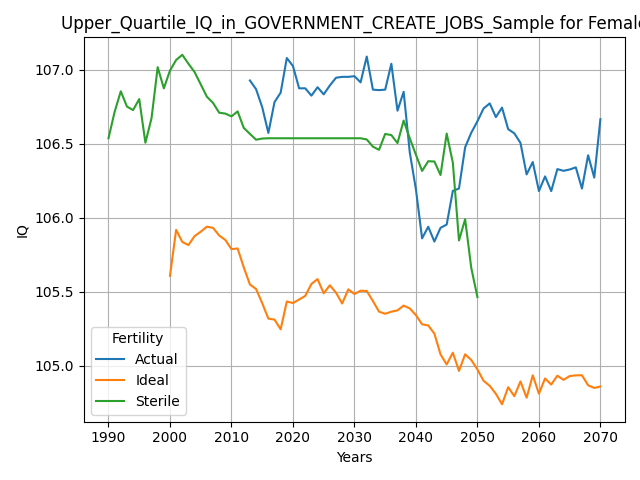 Upper_Quartile_IQ_in_GOVERNMENT_CREATE_JOBS_Sample for Female
107.0
106.5
106.0
105.5
105.0
IQ
Fertility
Actual
Ideal
Sterile
1990 2000 2010 2020 2030 2040 2050 2060 2070
Years